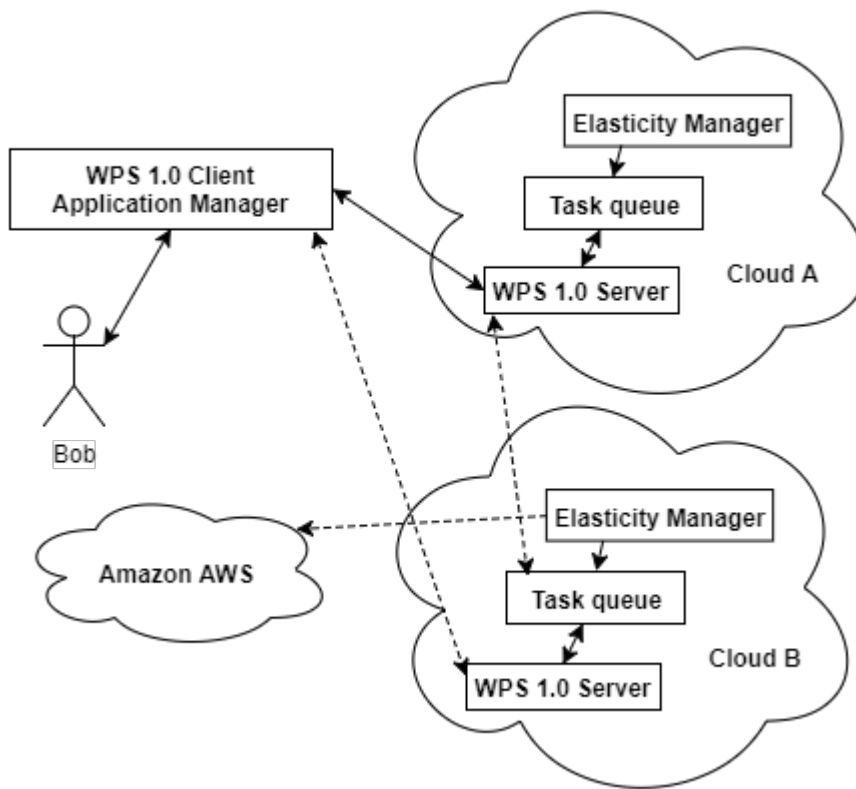 Elasticity Manager
WPS 1.0 Client
Application Manager
Task queue
Cloud A
WPS 1.0 Server
Bob
Elasticity Manager
Amazon AWS
Task queue
Cloud B
WPS 1.0 Server